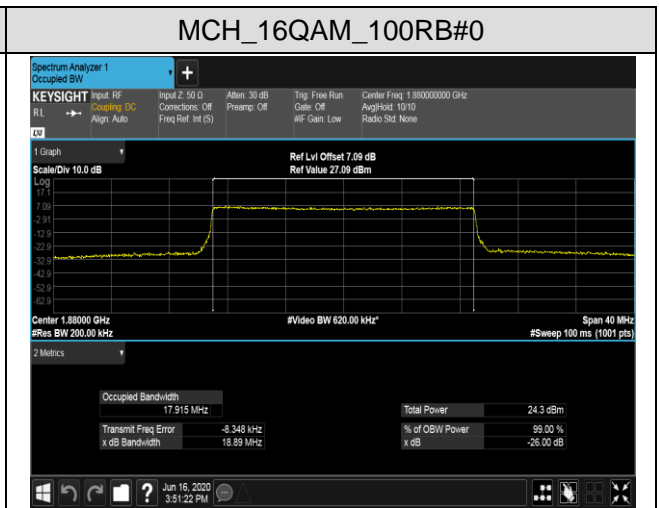 MCH_16QAM_100RB#0
Spectrum Analyzer 1
Occupied BW
+
KEYSIGHT
RL
LXI
Input: RF
Coupling: DC
Align: Auto
Input Z: 50 Ω
Corrections: Off
Freq Ref: Int (S)
Atten: 30 dB
Preamp: Off
Trig: Free Run
Gate: Off
#IF Gain: Low
Center Freq: 1.880000000 GHz
Avg|Hold: 10/10
Radio Std: None
1 Graph
Scale/Div 10.0 dB
Ref Lvl Offset 7.09 dB
Ref Value 27.09 dBm
Log
17.1
7.09
-2.91
-12.9
-22.9
-32.9
-42.9
-52.9
-62.9
Center 1.88000 GHz
#Res BW 200.00 kHz
#Video BW 620.00 kHz*
Span 40 MHz
#Sweep 100 ms (1001 pts)
2 Metrics
Occupied Bandwidth
17.915 MHz
Total Power 24.3 dBm
Transmit Freq Error -8.348 kHz
% of OBW Power 99.00 %
x dB Bandwidth 18.89 MHz
x dB -26.00 dB
?
Jun 16, 2020
3:51:22 PM